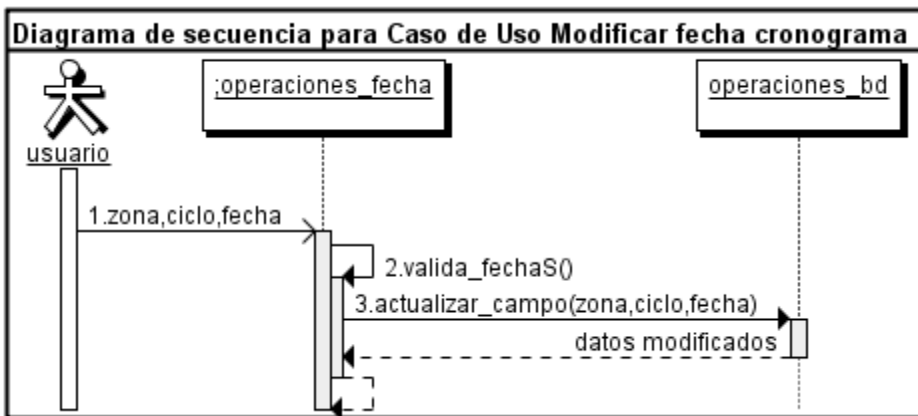 Diagrama de secuencia para Caso de Uso Modificar fecha cronograma
;operaciones_fecha
operaciones_bd
usuario
1.zona,ciclo,fecha
2.valida_fechaS()
3.actualizar_campo(zona,ciclo,fecha)
datos modificados